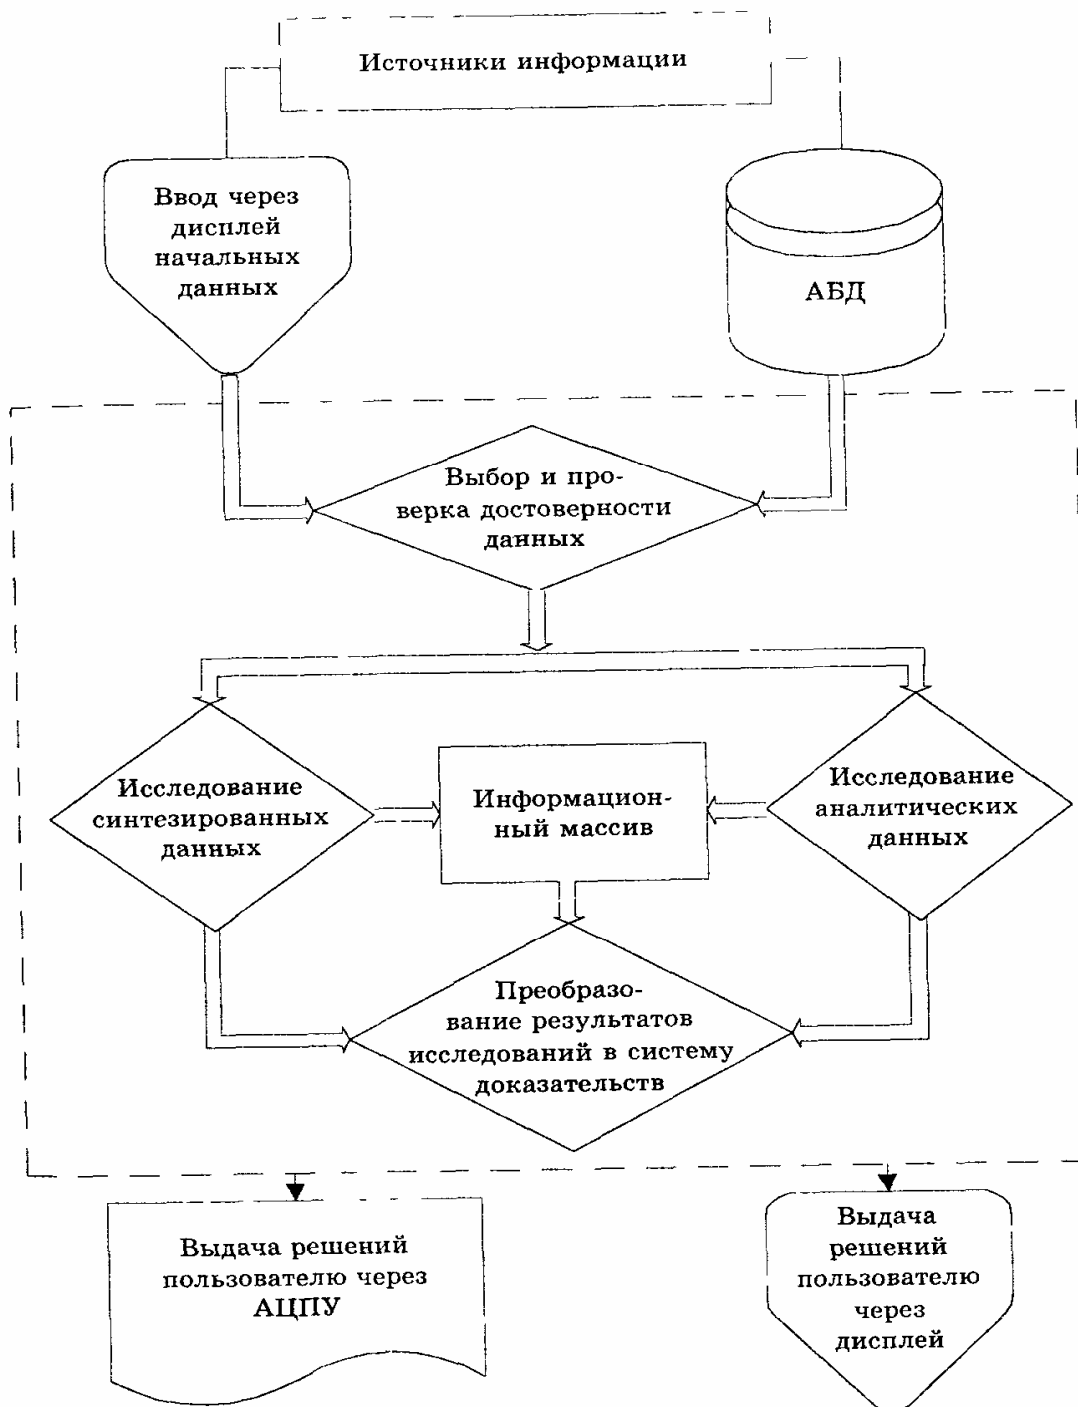 Источники информации
Ввод через
дисплей
начальных
данных
АБД
Выбор и про-
верка достоверности
данных
Исследование
синтезированных
данных
Информацион-
ный массив
Исследование
аналитических
данных
Преобразо-
вание результатов
исследований в систему
доказательств
Выдача решений
пользователю через
АЦПУ
Выдача
решений
пользователю
через
дисплей